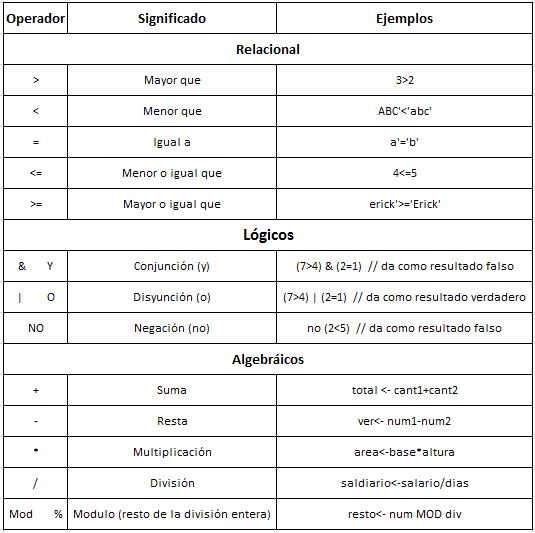 Operador Significado Ejemplos
Relacional
> Mayor que 3>2
< Menor que ABC'<'abc'
= Igual a a'='b'
<= Menor o igual que 4<=5
>= Mayor o igual que erick'>='Erick'
Lógicos
& Y Conjunción (y) (7>4) & (2=1) // da como resultado falso
| O Disyunción (o) (7>4) | (2=1) // da como resultado verdadero
NO Negación (no) no (2<5) // da como resultado falso
Algebráicos
+ Suma total <- cant1+cant2
- Resta ver<- num1-num2
* Multiplicación area<-base*altura
/ División saldiario<-salario/dias
Mod % Modulo (resto de la división entera) resto<- num MOD div